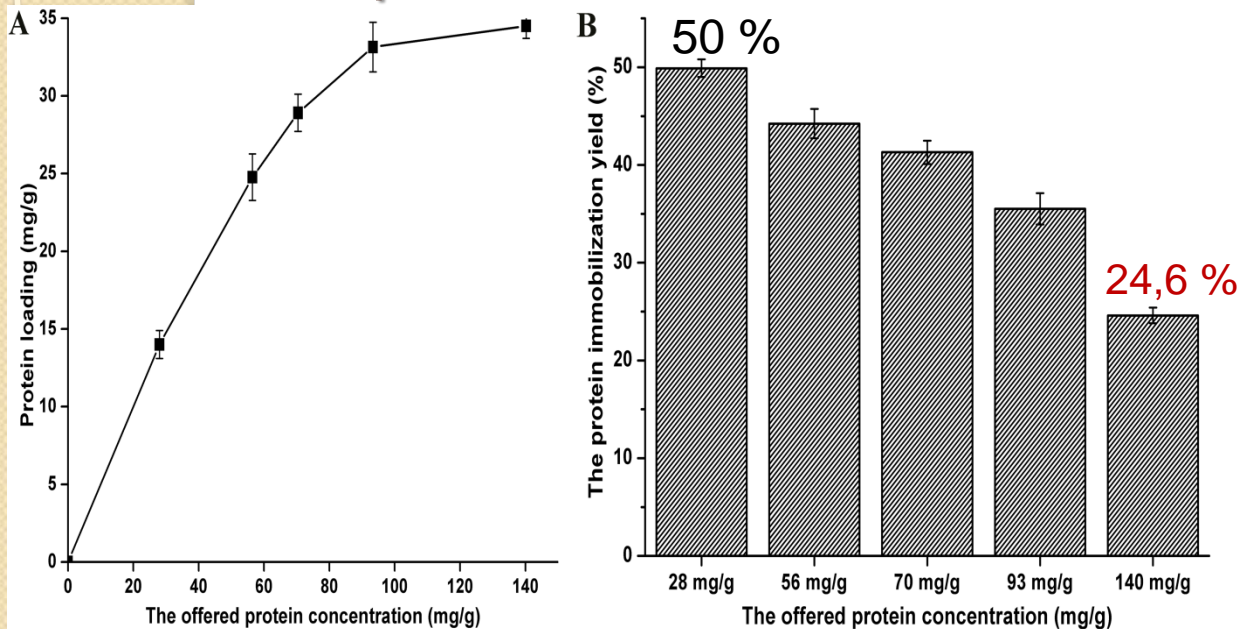 A
35
30
25
20
15
10
5
0
Protein loading (mg/g)
0 20 40 60 80 100 120 140
The offered protein concentration (mg/g)
B
50 %
24,6 %
50
40
30
20
10
0
The protein immobilization yield (%)
28 mg/g 56 mg/g 70 mg/g 93 mg/g 140 mg/g
The offered protein concentration (mg/g)